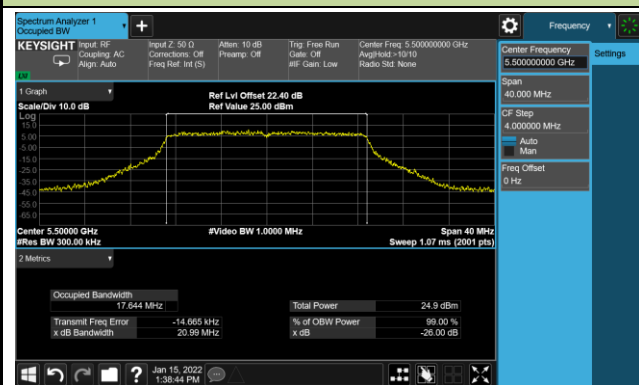 Spectrum Analyzer 1
Occupied BW
Frequency
KEYSIGHT Input: RF
Coupling: AC
Align: Auto
Input Z: 50 Ω
Corrections: Off
Freq Ref: Int (S)
Atten: 10 dB
Preamp: Off
Trig: Free Run
Gate: Off
#IF Gain: Low
Center Freq: 5.500000000 GHz
Avg|Hold:>10/10
Radio Std: None
Center Frequency
5.500000000 GHz
Settings
Span
40.000 MHz
CF Step
4.000000 MHz
Auto
Man
Freq Offset
0 Hz
1 Graph
Scale/Div 10.0 dB
Ref Lvl Offset 22.40 dB
Ref Value 25.00 dBm
Log
15.0
5.00
-5.00
-15.0
-25.0
-35.0
-45.0
-55.0
-65.0
Center 5.50000 GHz
#Video BW 1.0000 MHz
Span 40 MHz
#Res BW 300.00 kHz
Sweep 1.07 ms (2001 pts)
2 Metrics
Occupied Bandwidth
17.644 MHz
Total Power 24.9 dBm
Transmit Freq Error -14.665 kHz
% of OBW Power 99.00 %
x dB Bandwidth 20.99 MHz
x dB -26.00 dB
Jan 15, 2022
1:38:44 PM